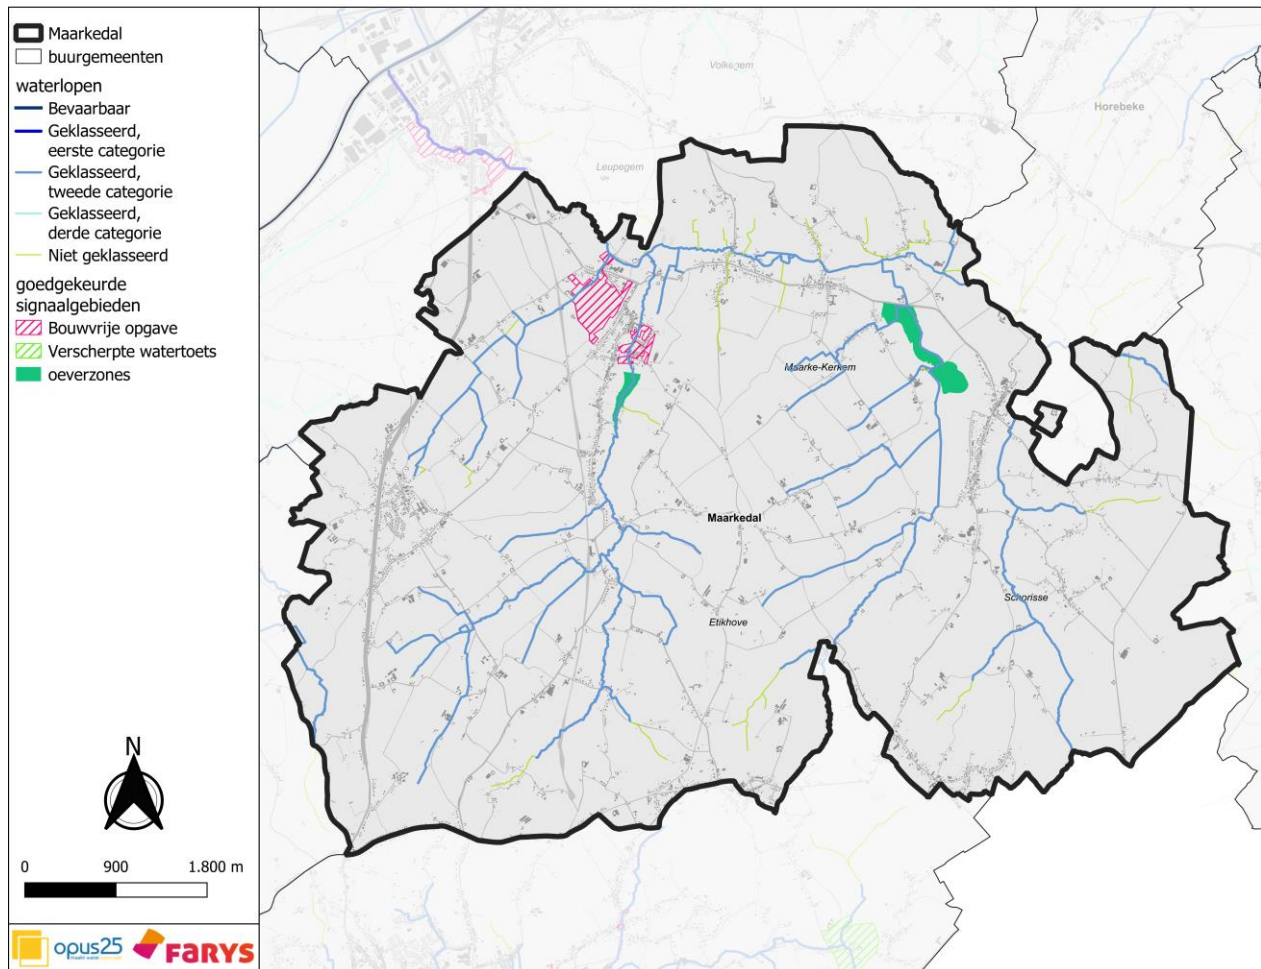 Maarkedal
buurgemeenten
waterlopen
Bevaarbaar
Geklasseerd,
eerste categorie
Geklasseerd,
tweede categorie
Geklasseerd,
derde categorie
Niet geklasseerd
goedgekeurde
signaalgebieden
Bouwvrije opgave
Verscherpte watertoets
oeverzones
N
0 900 1.800 m
opus25
FARYS
Volkegem
Horebeke
Leupegem
Maarke-Kerkem
Maarkedal
Schorisse
Etikhove